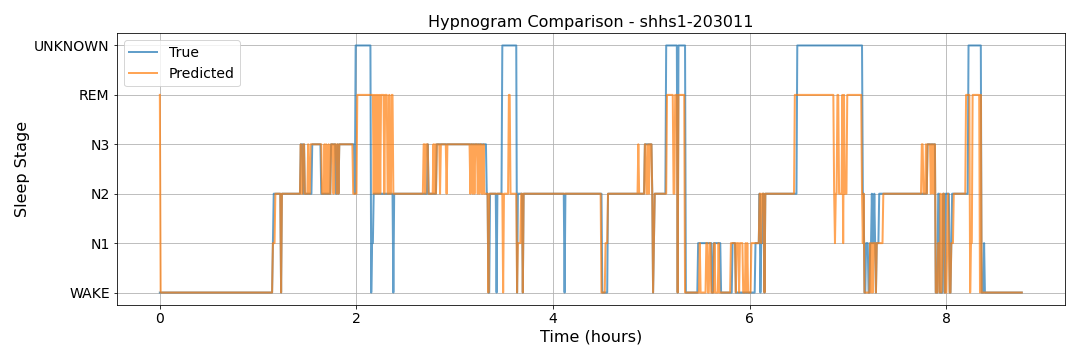 Hypnogram Comparison - shhs1-203011
True
Predicted
UNKNOWN
REM
N3
N2
N1
WAKE
Sleep Stage
0 2 4 6 8
Time (hours)